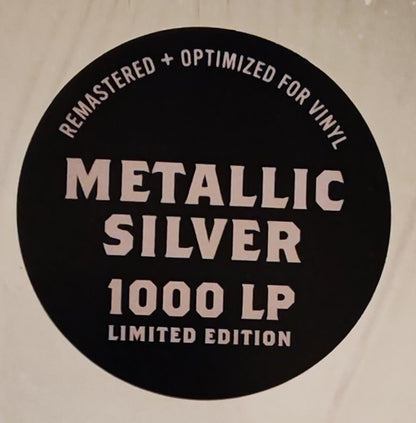 REMASTERED + OPTIMIZED FOR VINYL
METALLIC
SILVER
1000 LP
LIMITED EDITION